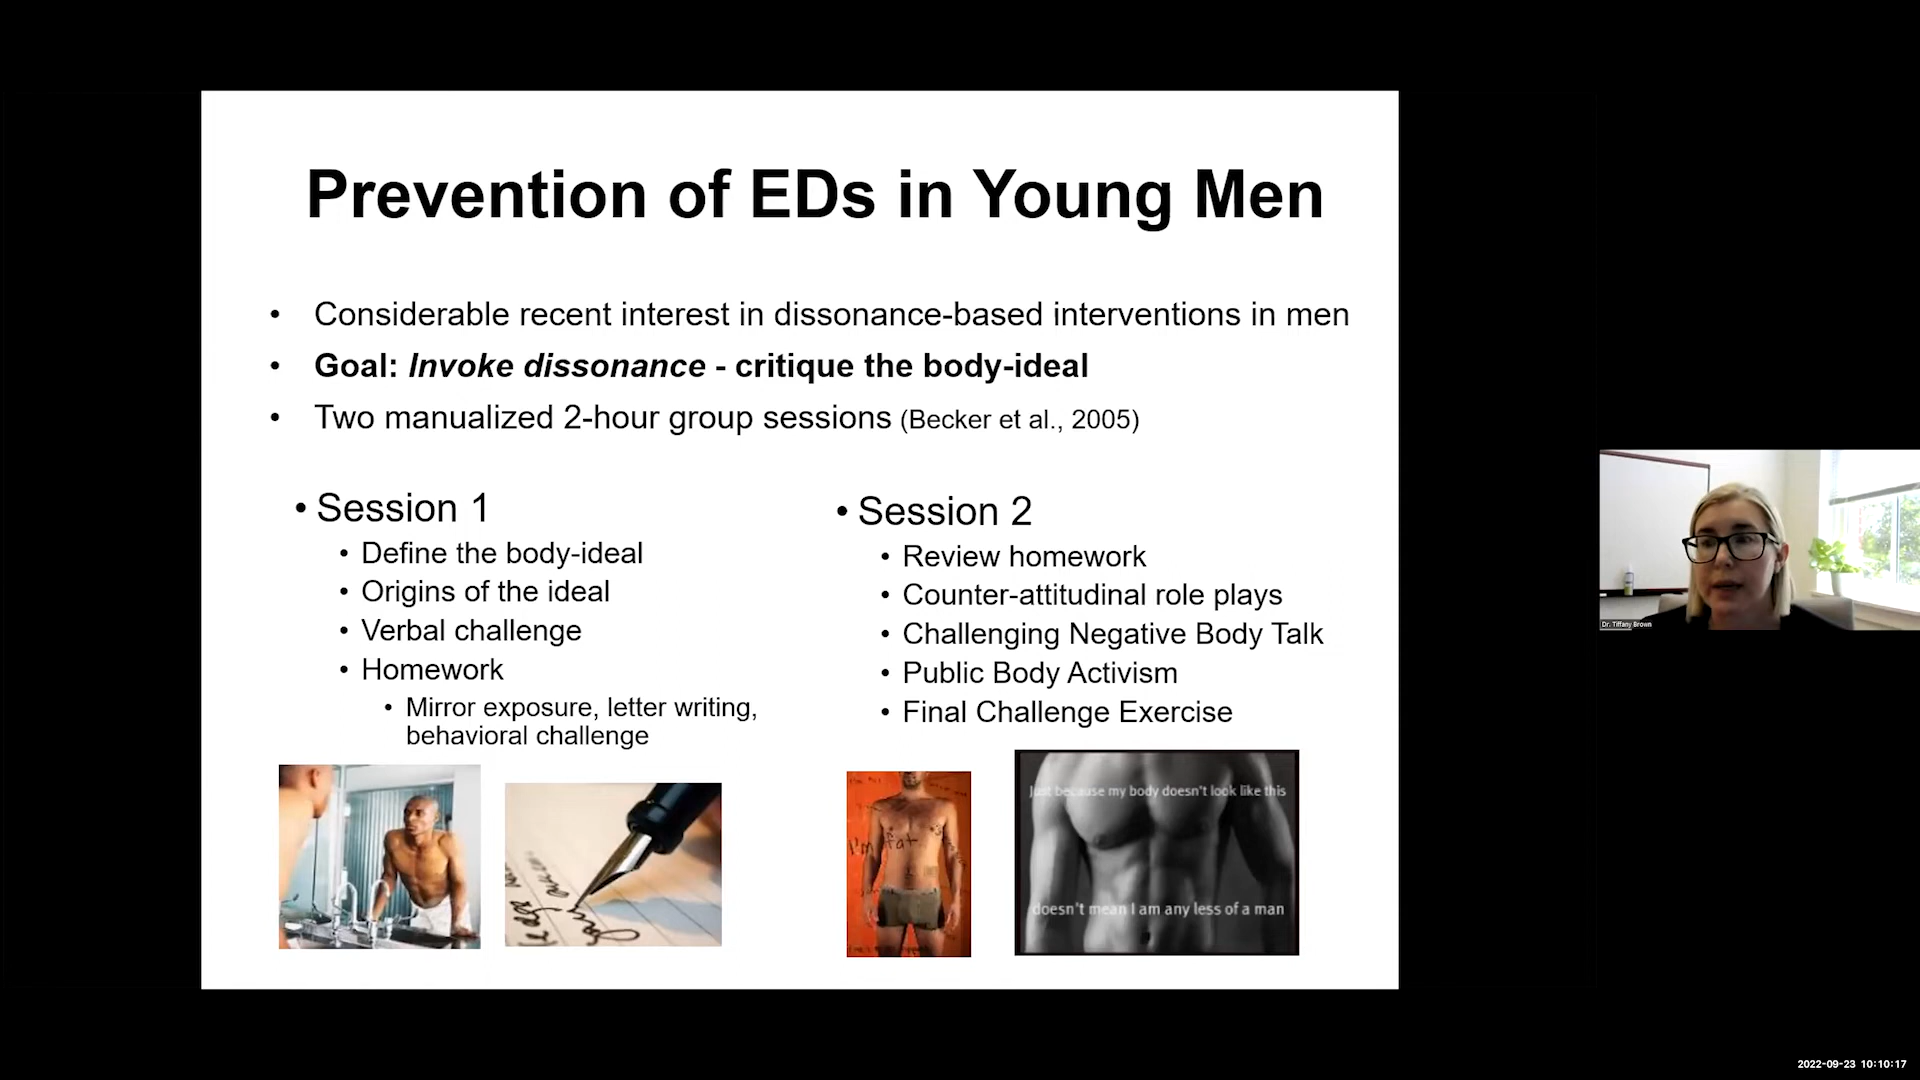 Prevention of EDs in Young Men
• Considerable recent interest in dissonance-based interventions in men
• Goal: Invoke dissonance - critique the body-ideal
• Two manualized 2-hour group sessions (Becker et al., 2005)
• Session 1
• Define the body-ideal
• Origins of the ideal
• Verbal challenge
• Homework
• Mirror exposure, letter writing,
behavioral challenge
• Session 2
• Review homework
• Counter-attitudinal role plays
• Challenging Negative Body Talk
• Public Body Activism
• Final Challenge Exercise
I'm fat
Just because my body doesn't look like this
doesn't mean I am any less of a man
Dr. Tiffany Brown
2022-09-23 10:10:17